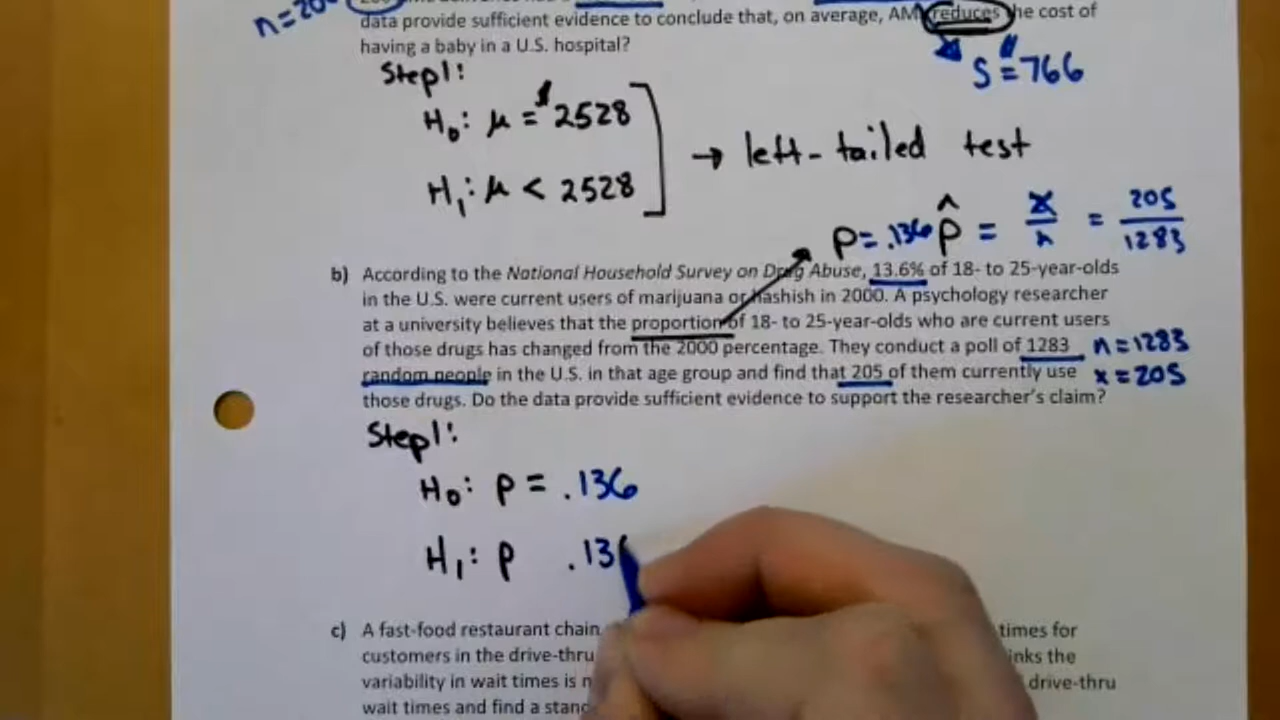 n=200
data provide sufficient evidence to conclude that, on average, AM reduces the cost of
having a baby in a U.S. hospital?
S = 766
Step1:
H₀: μ = $2528
H₁: μ < 2528
→ left-tailed test
p=.136 p̂ = x/n = 205/1283
b) According to the National Household Survey on Drug Abuse, 13.6% of 18- to 25-year-olds
in the U.S. were current users of marijuana or hashish in 2000. A psychology researcher
at a university believes that the proportion of 18- to 25-year-olds who are current users
of those drugs has changed from the 2000 percentage. They conduct a poll of 1283 n=1283
random people in the U.S. in that age group and find that 205 of them currently use x=205
those drugs. Do the data provide sufficient evidence to support the researcher's claim?
Step1:
H₀: p = .136
H₁: p .136
c) A fast-food restaurant chain times for
customers in the drive-thru the
variability in wait times is drive-thru
wait times and find a